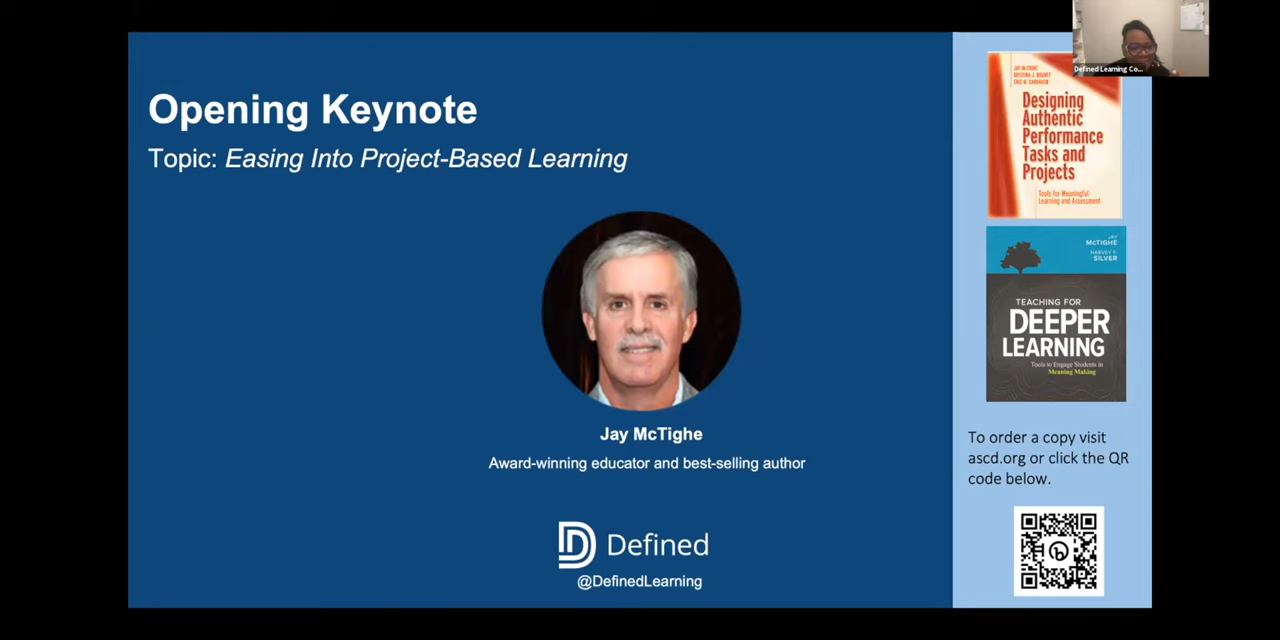 Opening Keynote
Topic: Easing Into Project-Based Learning
Jay McTighe
Award-winning educator and best-selling author
Defined
@DefinedLearning
Defined Learning Co...
JAY McTIGHE
KRISTINA J. DOUBET
ERIC M. CARBAUGH
Designing
Authentic
Performance
Tasks and
Projects
Tools for Meaningful
Learning and Assessment
JAY
McTIGHE
HARVEY F.
SILVER
TEACHING FOR
DEEPER
LEARNING
Tools to Engage Students in
Meaning Making
To order a copy visit
ascd.org or click the QR
code below.